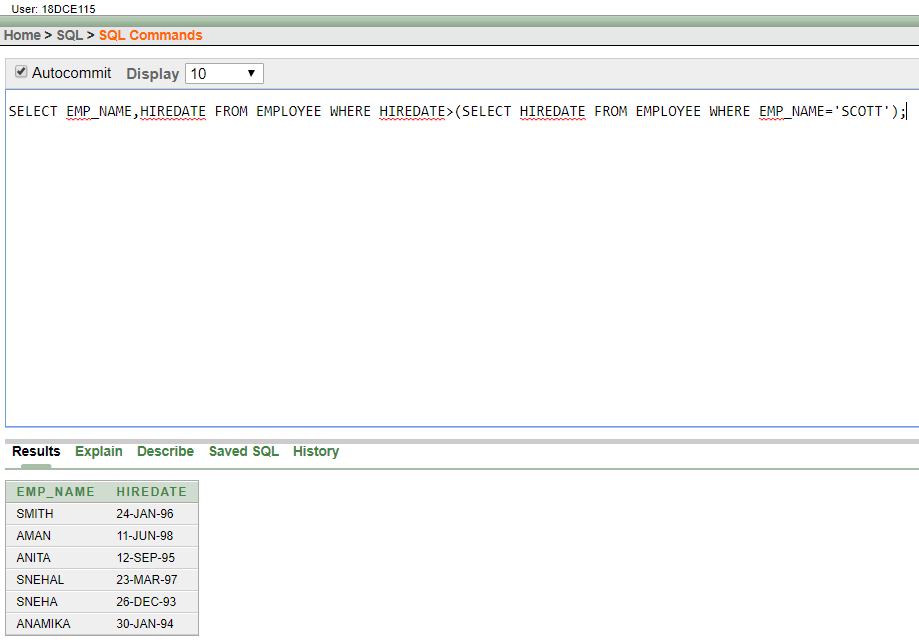 User: 18DCE115
Home > SQL > SQL Commands
Autocommit Display 10
SELECT EMP_NAME,HIREDATE FROM EMPLOYEE WHERE HIREDATE>(SELECT HIREDATE FROM EMPLOYEE WHERE EMP_NAME='SCOTT');
Results Explain Describe Saved SQL History
EMP_NAME HIREDATE
SMITH 24-JAN-96
AMAN 11-JUN-98
ANITA 12-SEP-95
SNEHAL 23-MAR-97
SNEHA 26-DEC-93
ANAMIKA 30-JAN-94